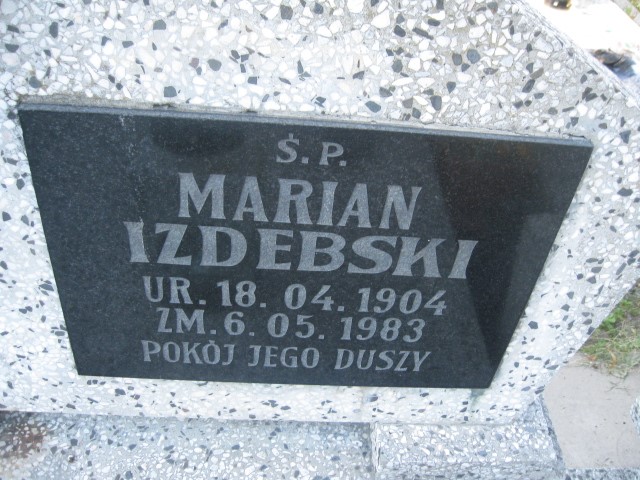 Ś.P.
MARIAN
IZDEBSKI
UR. 18. 04. 1904
ZM. 6. 05. 1983
POKÓJ JEGO DUSZY